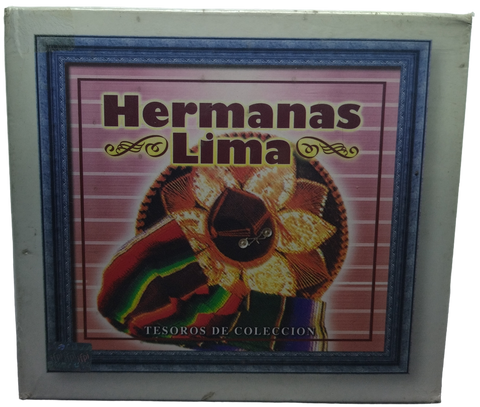 Hermanas
Lima
TESOROS DE COLECCION